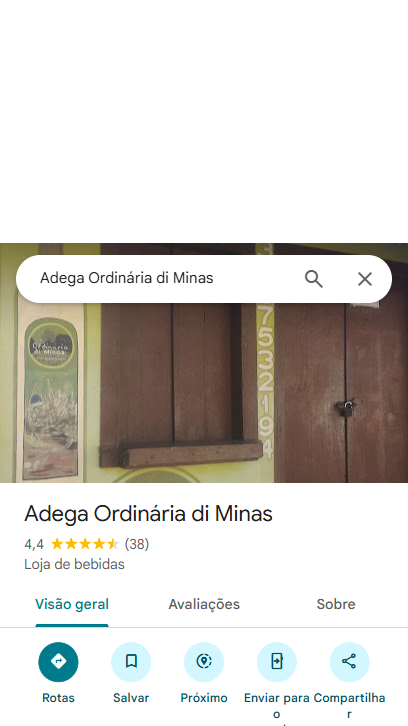 Adega Ordinária di Minas
Ordinária
di Minas
7532194
Adega Ordinária di Minas
4,4 (38)
Loja de bebidas
Visão geral Avaliações Sobre
Rotas Salvar Próximo Enviar para o Compartilhar